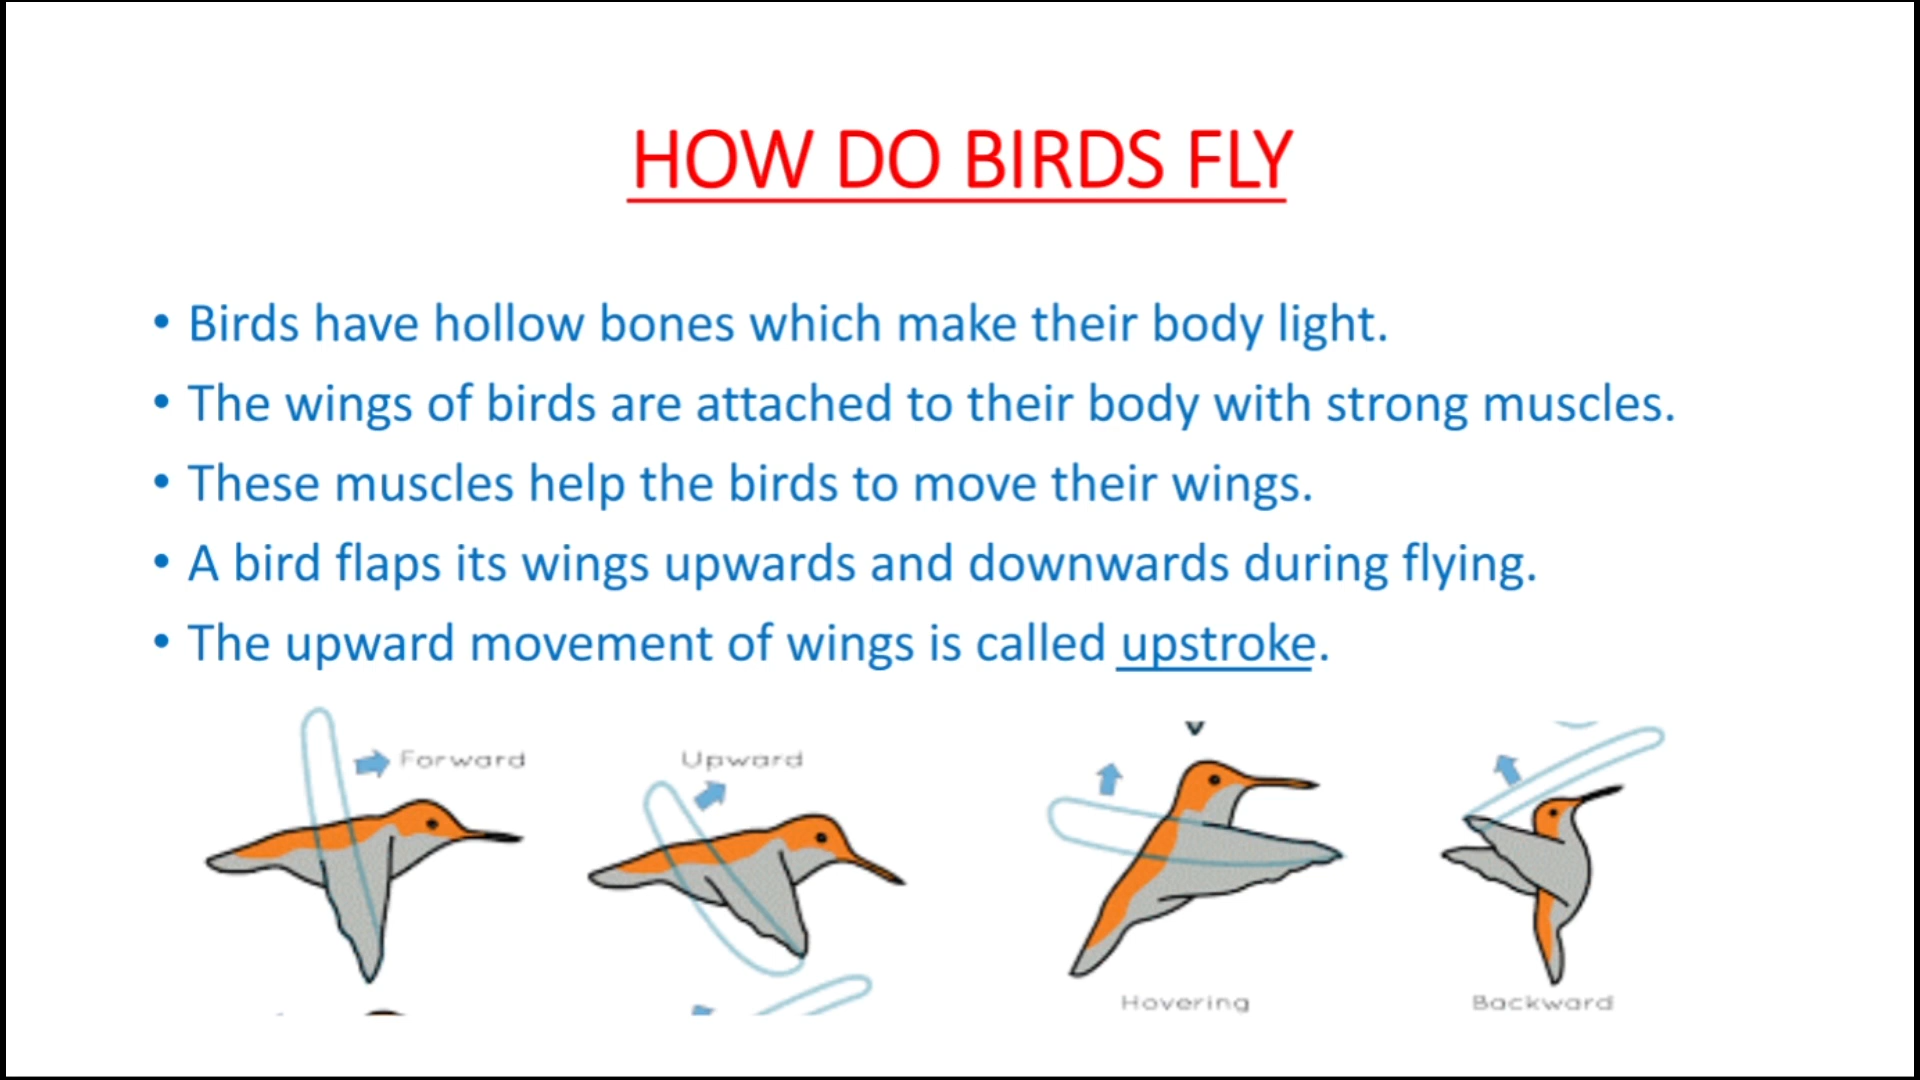 HOW DO BIRDS FLY
• Birds have hollow bones which make their body light.
• The wings of birds are attached to their body with strong muscles.
• These muscles help the birds to move their wings.
• A bird flaps its wings upwards and downwards during flying.
• The upward movement of wings is called upstroke.
Forward
Upward
Hovering
Backward